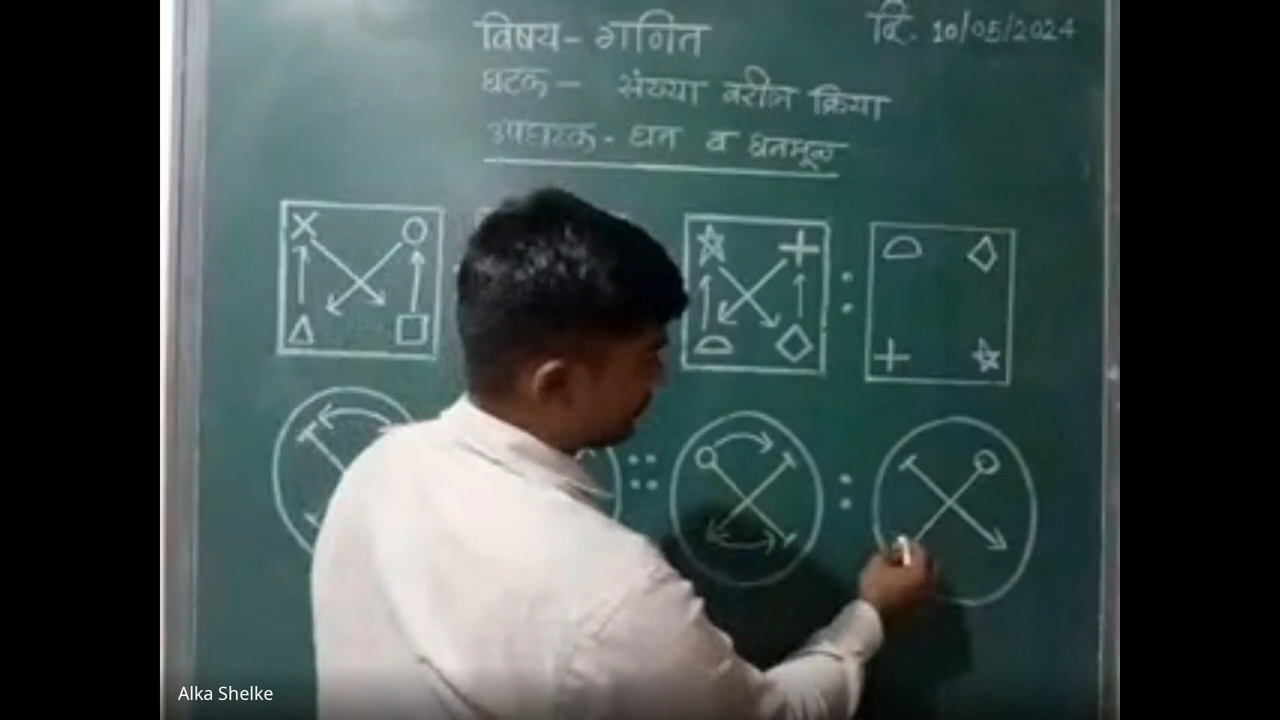 विषय - गणित
दि. 10/05/2024
घटक - संख्या वरील क्रिया
उपघटक - घन व घनमूळ
Alka Shelke